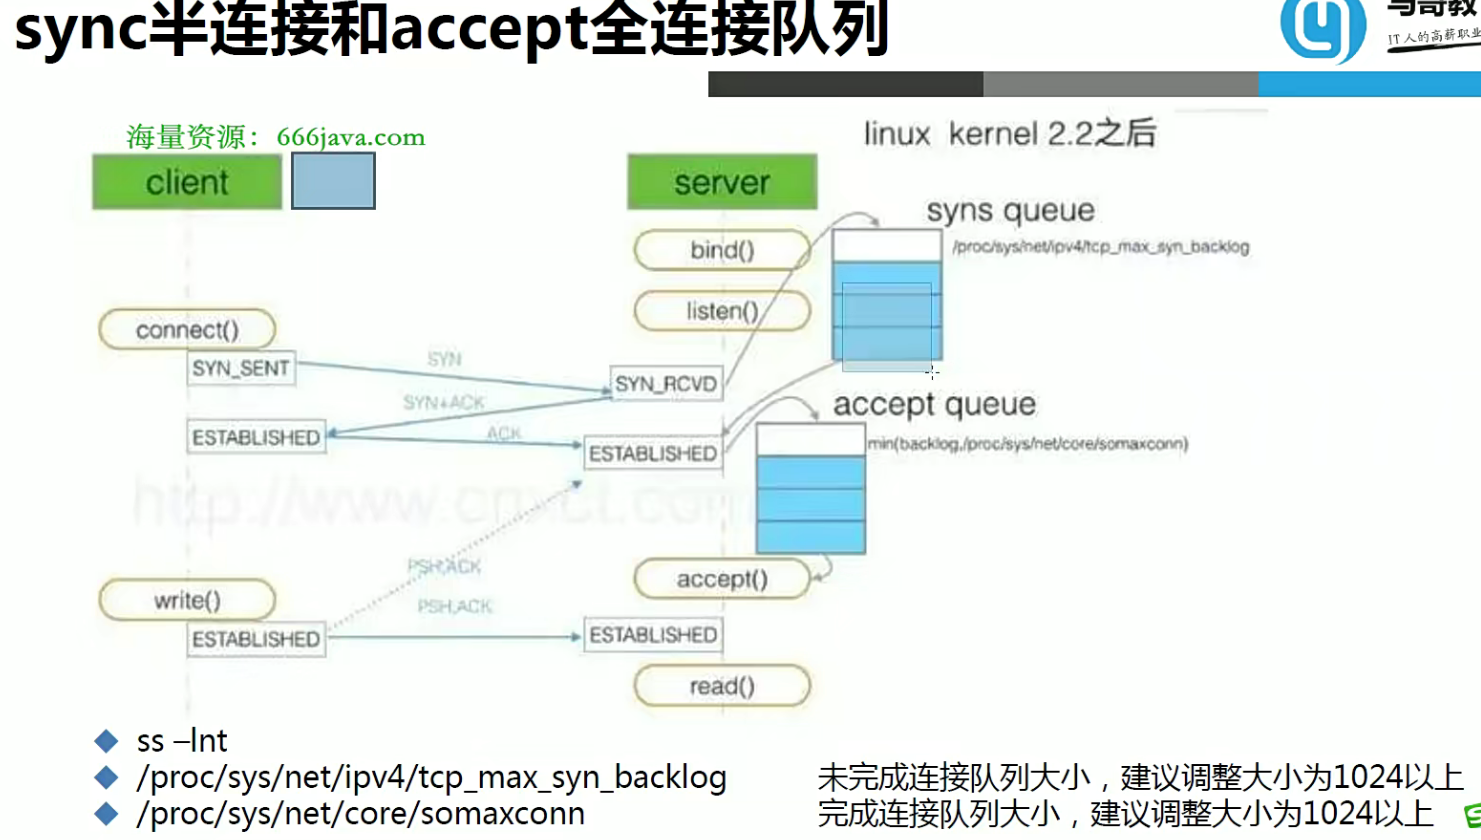 sync半连接和accept全连接队列
IT人的高薪职业
海量资源：666java.com
linux kernel 2.2之后
client
server
syns queue
bind()
/proc/sys/net/ipv4/tcp_max_syn_backlog
listen()
connect()
SYN
SYN_SENT
SYN_RCVD
SYN+ACK
accept queue
ESTABLISHED
ACK
ESTABLISHED
min(backlog,/proc/sys/net/core/somaxconn)
PSH,ACK
accept()
write()
PSH,ACK
ESTABLISHED
ESTABLISHED
read()
ss –lnt
/proc/sys/net/ipv4/tcp_max_syn_backlog 未完成连接队列大小，建议调整大小为1024以上
/proc/sys/net/core/somaxconn 完成连接队列大小，建议调整大小为1024以上